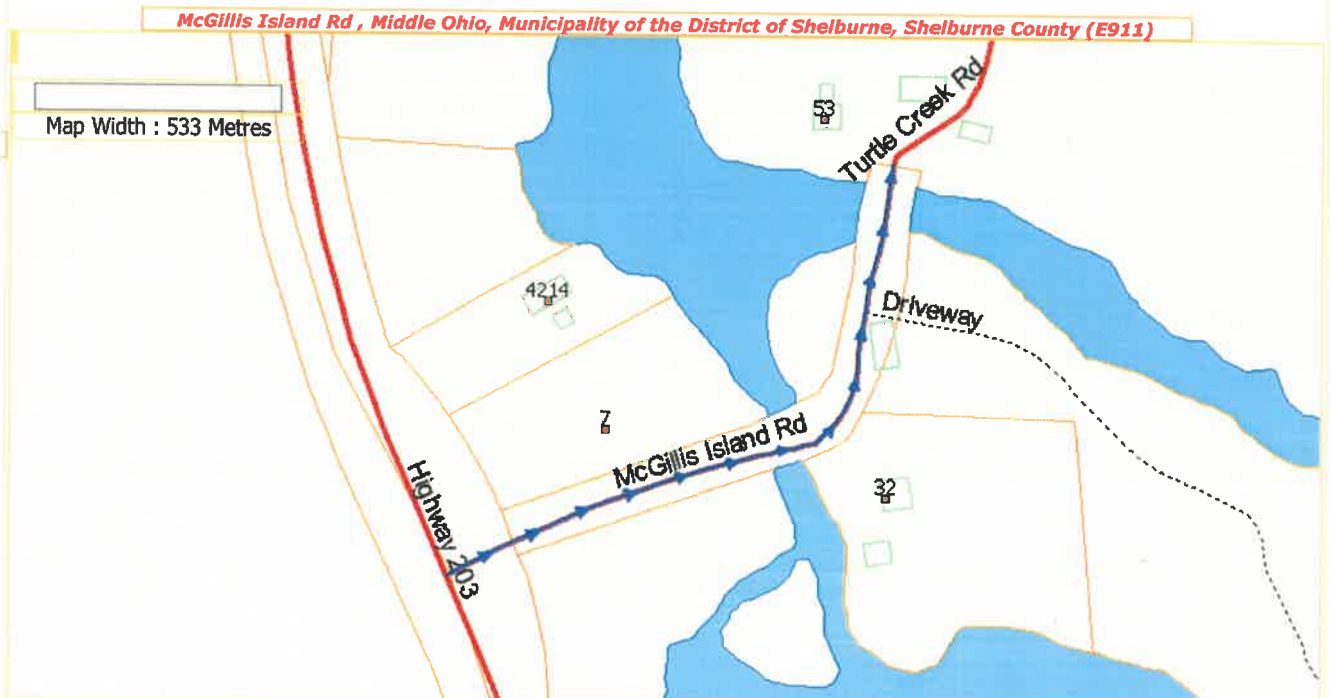 McGillis Island Rd , Middle Ohio, Municipality of the District of Shelburne, Shelburne County (E911)
Map Width : 533 Metres
53
Turtle Creek Rd
4214
Driveway
7
McGillis Island Rd
Highway 203
32